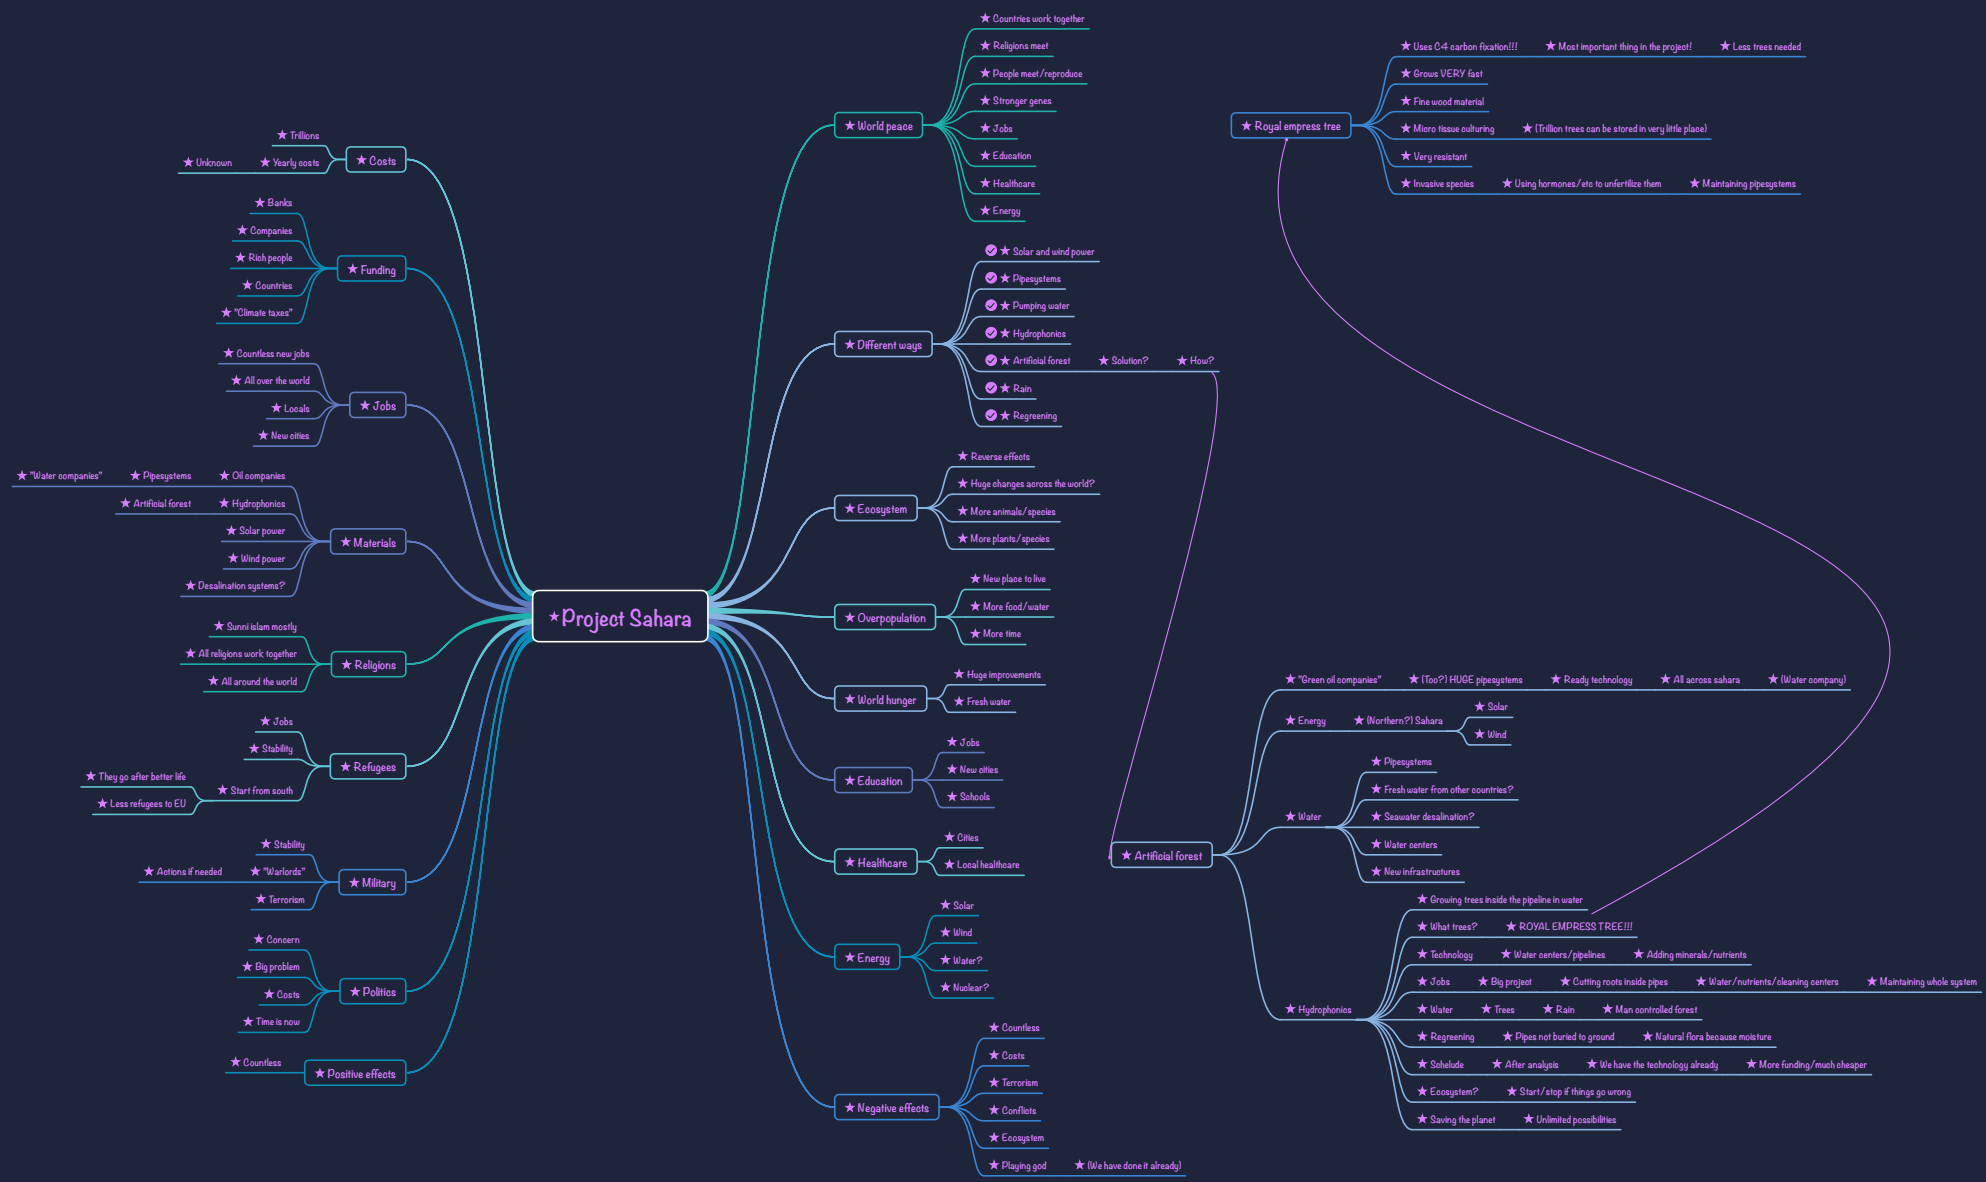 Project Sahara
Costs
Trillions
Yearly costs
Unknown
Funding
Banks
Companies
Rich people
Countries
"Climate taxes"
Jobs
Countless new jobs
All over the world
Locals
New cities
Materials
Oil companies
Pipesystems
"Water companies"
Hydrophonics
Artificial forest
Solar power
Wind power
Desalination systems?
Religions
Sunni islam mostly
All religions work together
All around the world
Refugees
Jobs
Stability
Start from south
They go after better life
Less refugees to EU
Military
Stability
"Warlords"
Actions if needed
Terrorism
Politics
Concern
Big problem
Costs
Time is now
Positive effects
Countless
World peace
Countries work together
Religions meet
People meet/reproduce
Stronger genes
Jobs
Education
Healthcare
Energy
Different ways
Solar and wind power
Pipesystems
Pumping water
Hydrophonics
Artificial forest
Solution?
How?
Rain
Regreening
Ecosystem
Reverse effects
Huge changes across the world?
More animals/species
More plants/species
Overpopulation
New place to live
More food/water
More time
World hunger
Huge improvements
Fresh water
Education
Jobs
New cities
Schools
Healthcare
Cities
Local healthcare
Energy
Solar
Wind
Water?
Nuclear?
Negative effects
Countless
Costs
Terrorism
Conflicts
Ecosystem
Playing god
(We have done it already)
Royal empress tree
Uses C4 carbon fixation!!!
Most important thing in the project!
Less trees needed
Grows VERY fast
Fine wood material
Micro tissue culturing
(Trillion trees can be stored in very little place)
Very resistant
Invasive species
Using hormones/etc to unfertilize them
Maintaining pipesystems
Artificial forest
"Green oil companies"
(Too?) HUGE pipesystems
Ready technology
All across sahara
(Water company)
Energy
(Northern?) Sahara
Solar
Wind
Water
Pipesystems
Fresh water from other countries?
Seawater desalination?
Water centers
New infrastructures
Hydrophonics
Growing trees inside the pipeline in water
What trees?
ROYAL EMPRESS TREE!!!
Technology
Water centers/pipelines
Adding minerals/nutrients
Jobs
Big project
Cutting roots inside pipes
Water/nutrients/cleaning centers
Maintaining whole system
Water
Trees
Rain
Man controlled forest
Regreening
Pipes not buried to ground
Natural flora because moisture
Schelude
After analysis
We have the technology already
More funding/much cheaper
Ecosystem?
Start/stop if things go wrong
Saving the planet
Unlimited possibilities